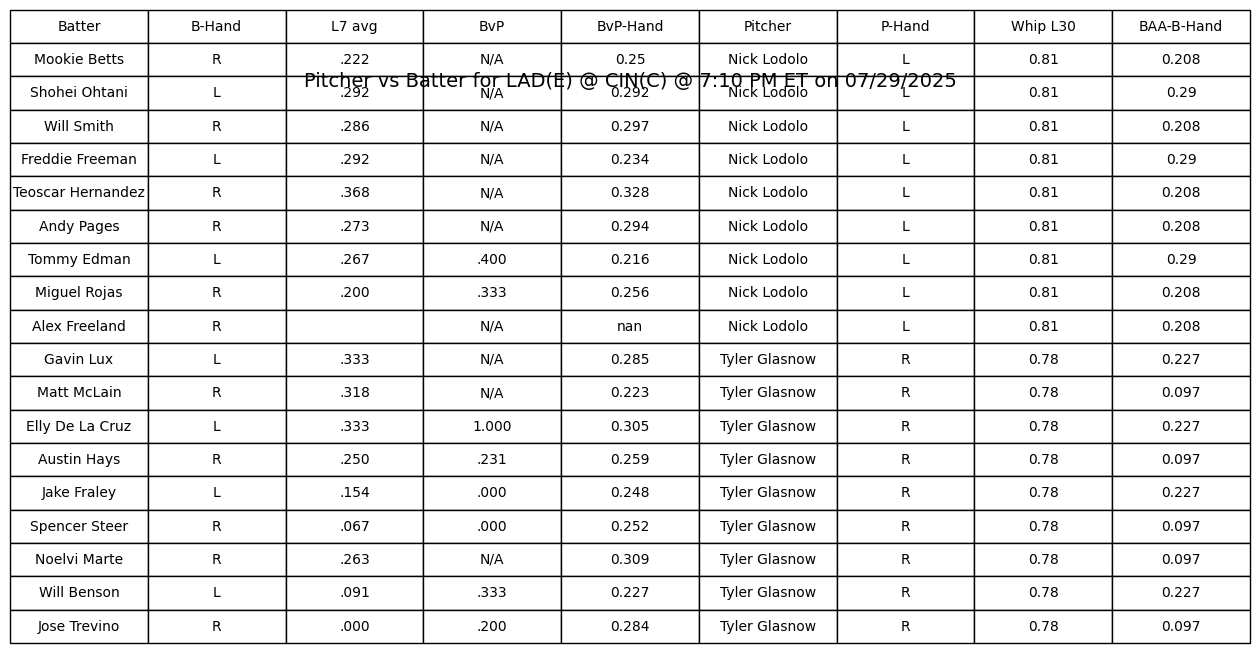 Batter B-Hand L7 avg BvP BvP-Hand Pitcher P-Hand Whip L30 BAA-B-Hand
Mookie Betts R .222 N/A 0.25 Nick Lodolo L 0.81 0.208
Pitcher vs Batter for LAD(E) @ CIN(C) @ 7:10 PM ET on 07/29/2025
Shohei Ohtani L .292 N/A 0.292 Nick Lodolo L 0.81 0.29
Will Smith R .286 N/A 0.297 Nick Lodolo L 0.81 0.208
Freddie Freeman L .292 N/A 0.234 Nick Lodolo L 0.81 0.29
Teoscar Hernandez R .368 N/A 0.328 Nick Lodolo L 0.81 0.208
Andy Pages R .273 N/A 0.294 Nick Lodolo L 0.81 0.208
Tommy Edman L .267 .400 0.216 Nick Lodolo L 0.81 0.29
Miguel Rojas R .200 .333 0.256 Nick Lodolo L 0.81 0.208
Alex Freeland R N/A nan Nick Lodolo L 0.81 0.208
Gavin Lux L .333 N/A 0.285 Tyler Glasnow R 0.78 0.227
Matt McLain R .318 N/A 0.223 Tyler Glasnow R 0.78 0.097
Elly De La Cruz L .333 1.000 0.305 Tyler Glasnow R 0.78 0.227
Austin Hays R .250 .231 0.259 Tyler Glasnow R 0.78 0.097
Jake Fraley L .154 .000 0.248 Tyler Glasnow R 0.78 0.227
Spencer Steer R .067 .000 0.252 Tyler Glasnow R 0.78 0.097
Noelvi Marte R .263 N/A 0.309 Tyler Glasnow R 0.78 0.097
Will Benson L .091 .333 0.227 Tyler Glasnow R 0.78 0.227
Jose Trevino R .000 .200 0.284 Tyler Glasnow R 0.78 0.097